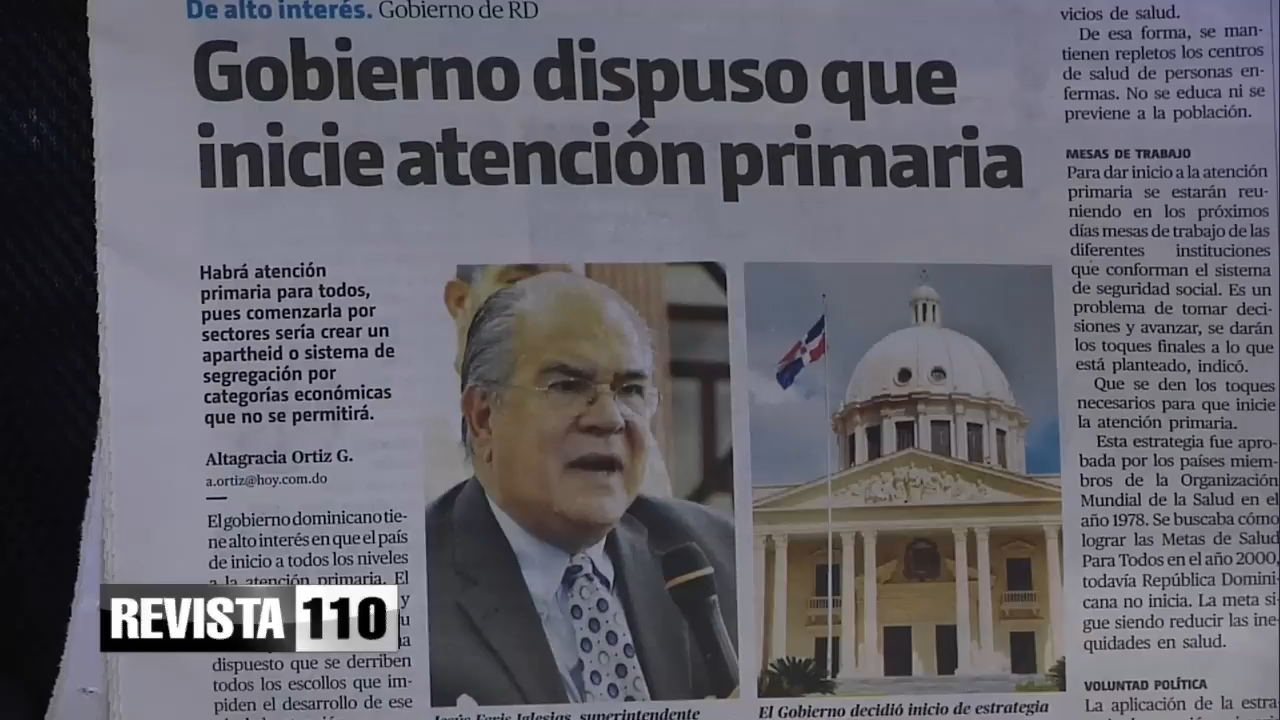 De alto interés. Gobierno de RD
Gobierno dispuso que
inicie atención primaria
Habrá atención
primaria para todos,
pues comenzarla por
sectores sería crear un
apartheid o sistema de
segregación por
categorías económicas
que no se permitirá.
Altagracia Ortiz G.
a.ortiz@hoy.com.do
El gobierno dominicano tie-
ne alto interés en que el país
de inicio a todos los niveles
a la atención primaria. El
dispuesto que se derriben
todos los escollos que im-
piden el desarrollo de ese
superintendente
El Gobierno decidió inicio de estrategia
vicios de salud.
De esa forma, se man-
tienen repletos los centros
de salud de personas en-
fermas. No se educa ni se
previene a la población.
MESAS DE TRABAJO
Para dar inicio a la atención
primaria se estarán reu-
niendo en los próximos
días mesas de trabajo de las
diferentes instituciones
que conforman el sistema
de seguridad social. Es un
problema de tomar deci-
siones y avanzar, se darán
los toques finales a lo que
está planteado, indicó.
Que se den los toques
necesarios para que inicie
la atención primaria.
Esta estrategia fue apro-
bada por los países miem-
bros de la Organización
Mundial de la Salud en el
año 1978. Se buscaba cómo
lograr las Metas de Salud
Para Todos en el año 2000,
todavía República Domini
cana no inicia. La meta si-
gue siendo reducir las ine-
quidades en salud.
VOLUNTAD POLÍTICA
La aplicación de la estra
REVISTA 110